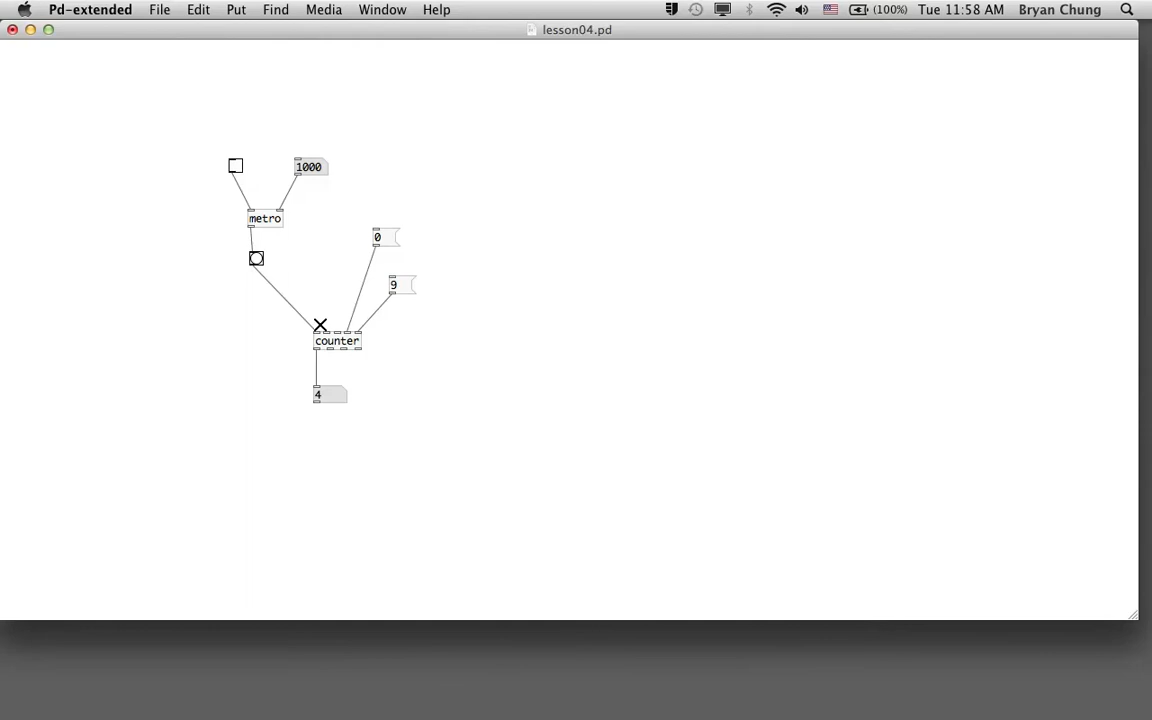 Pd-extended File Edit Put Find Media Window Help (100%) Tue 11:58 AM Bryan Chung
lesson04.pd
1000
metro
0
9
counter
4